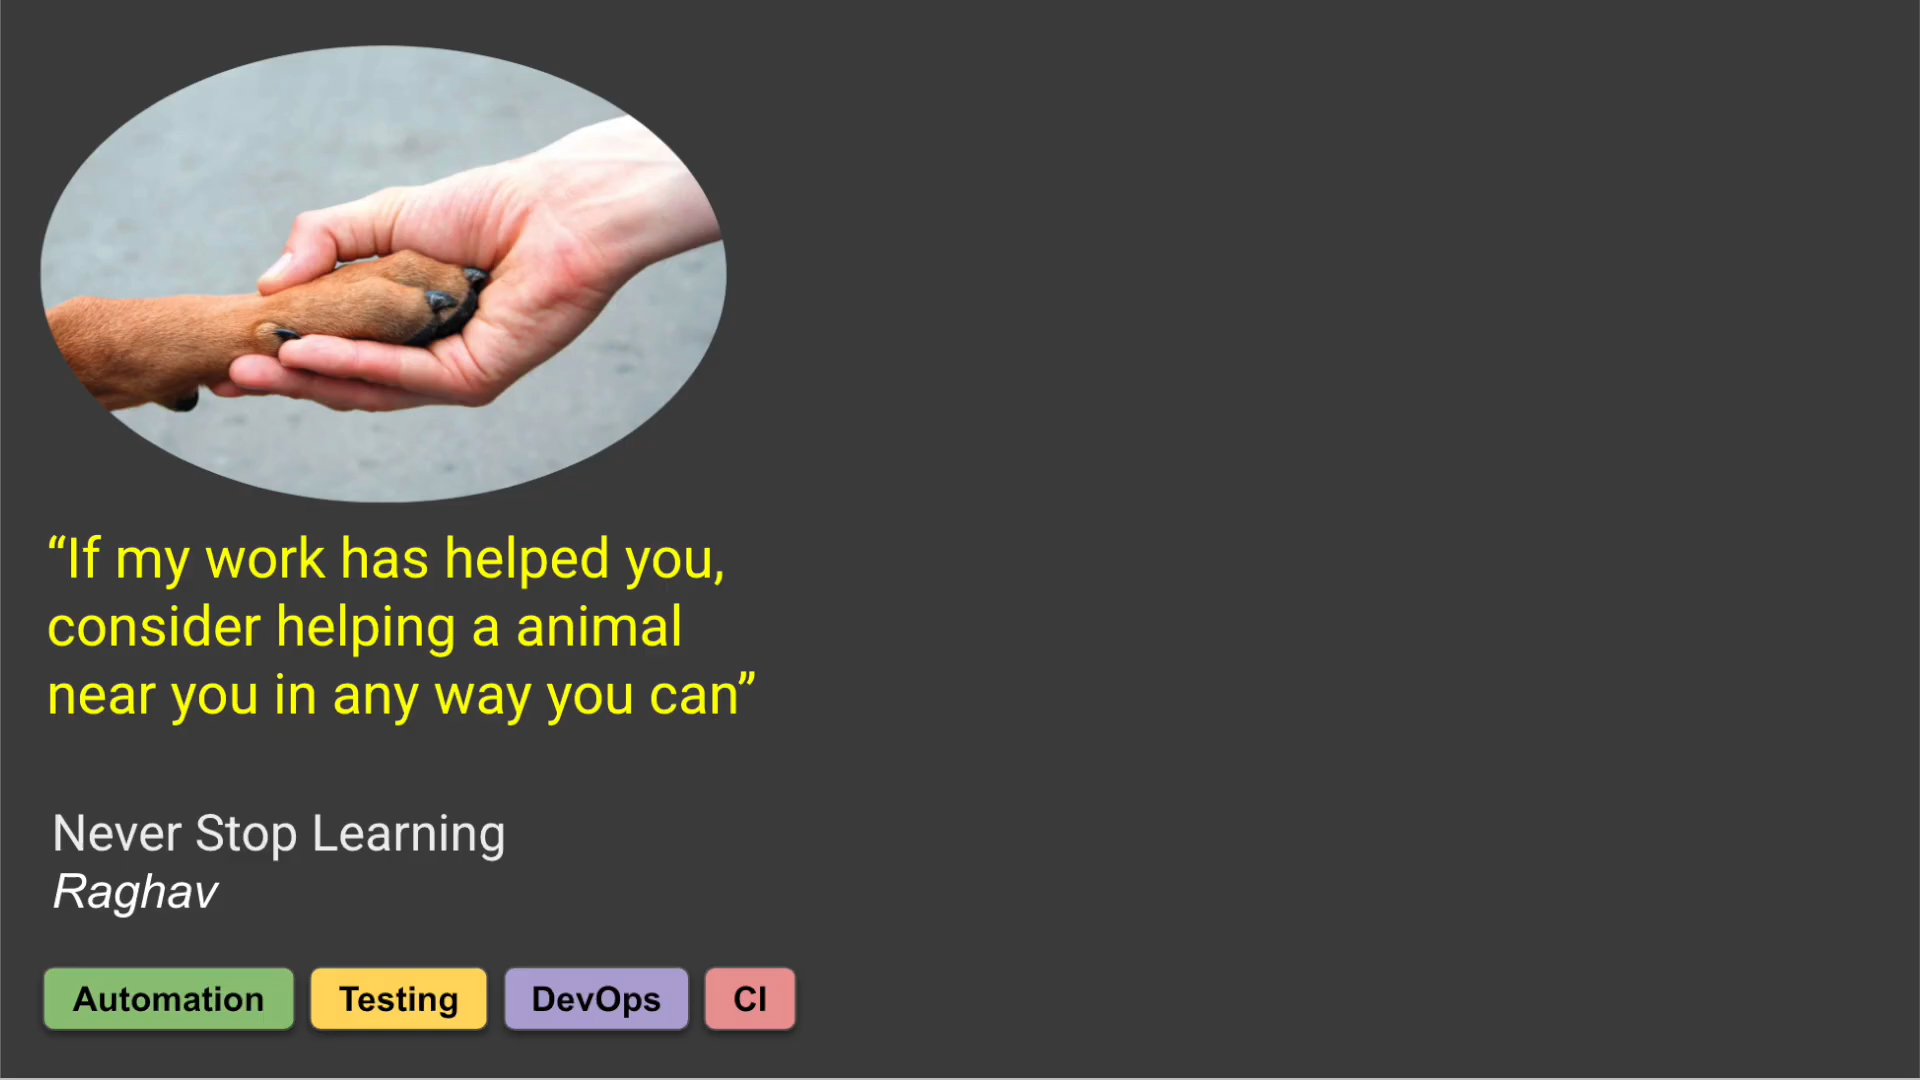 “If my work has helped you,
consider helping a animal
near you in any way you can”
Never Stop Learning
Raghav
Automation Testing DevOps CI